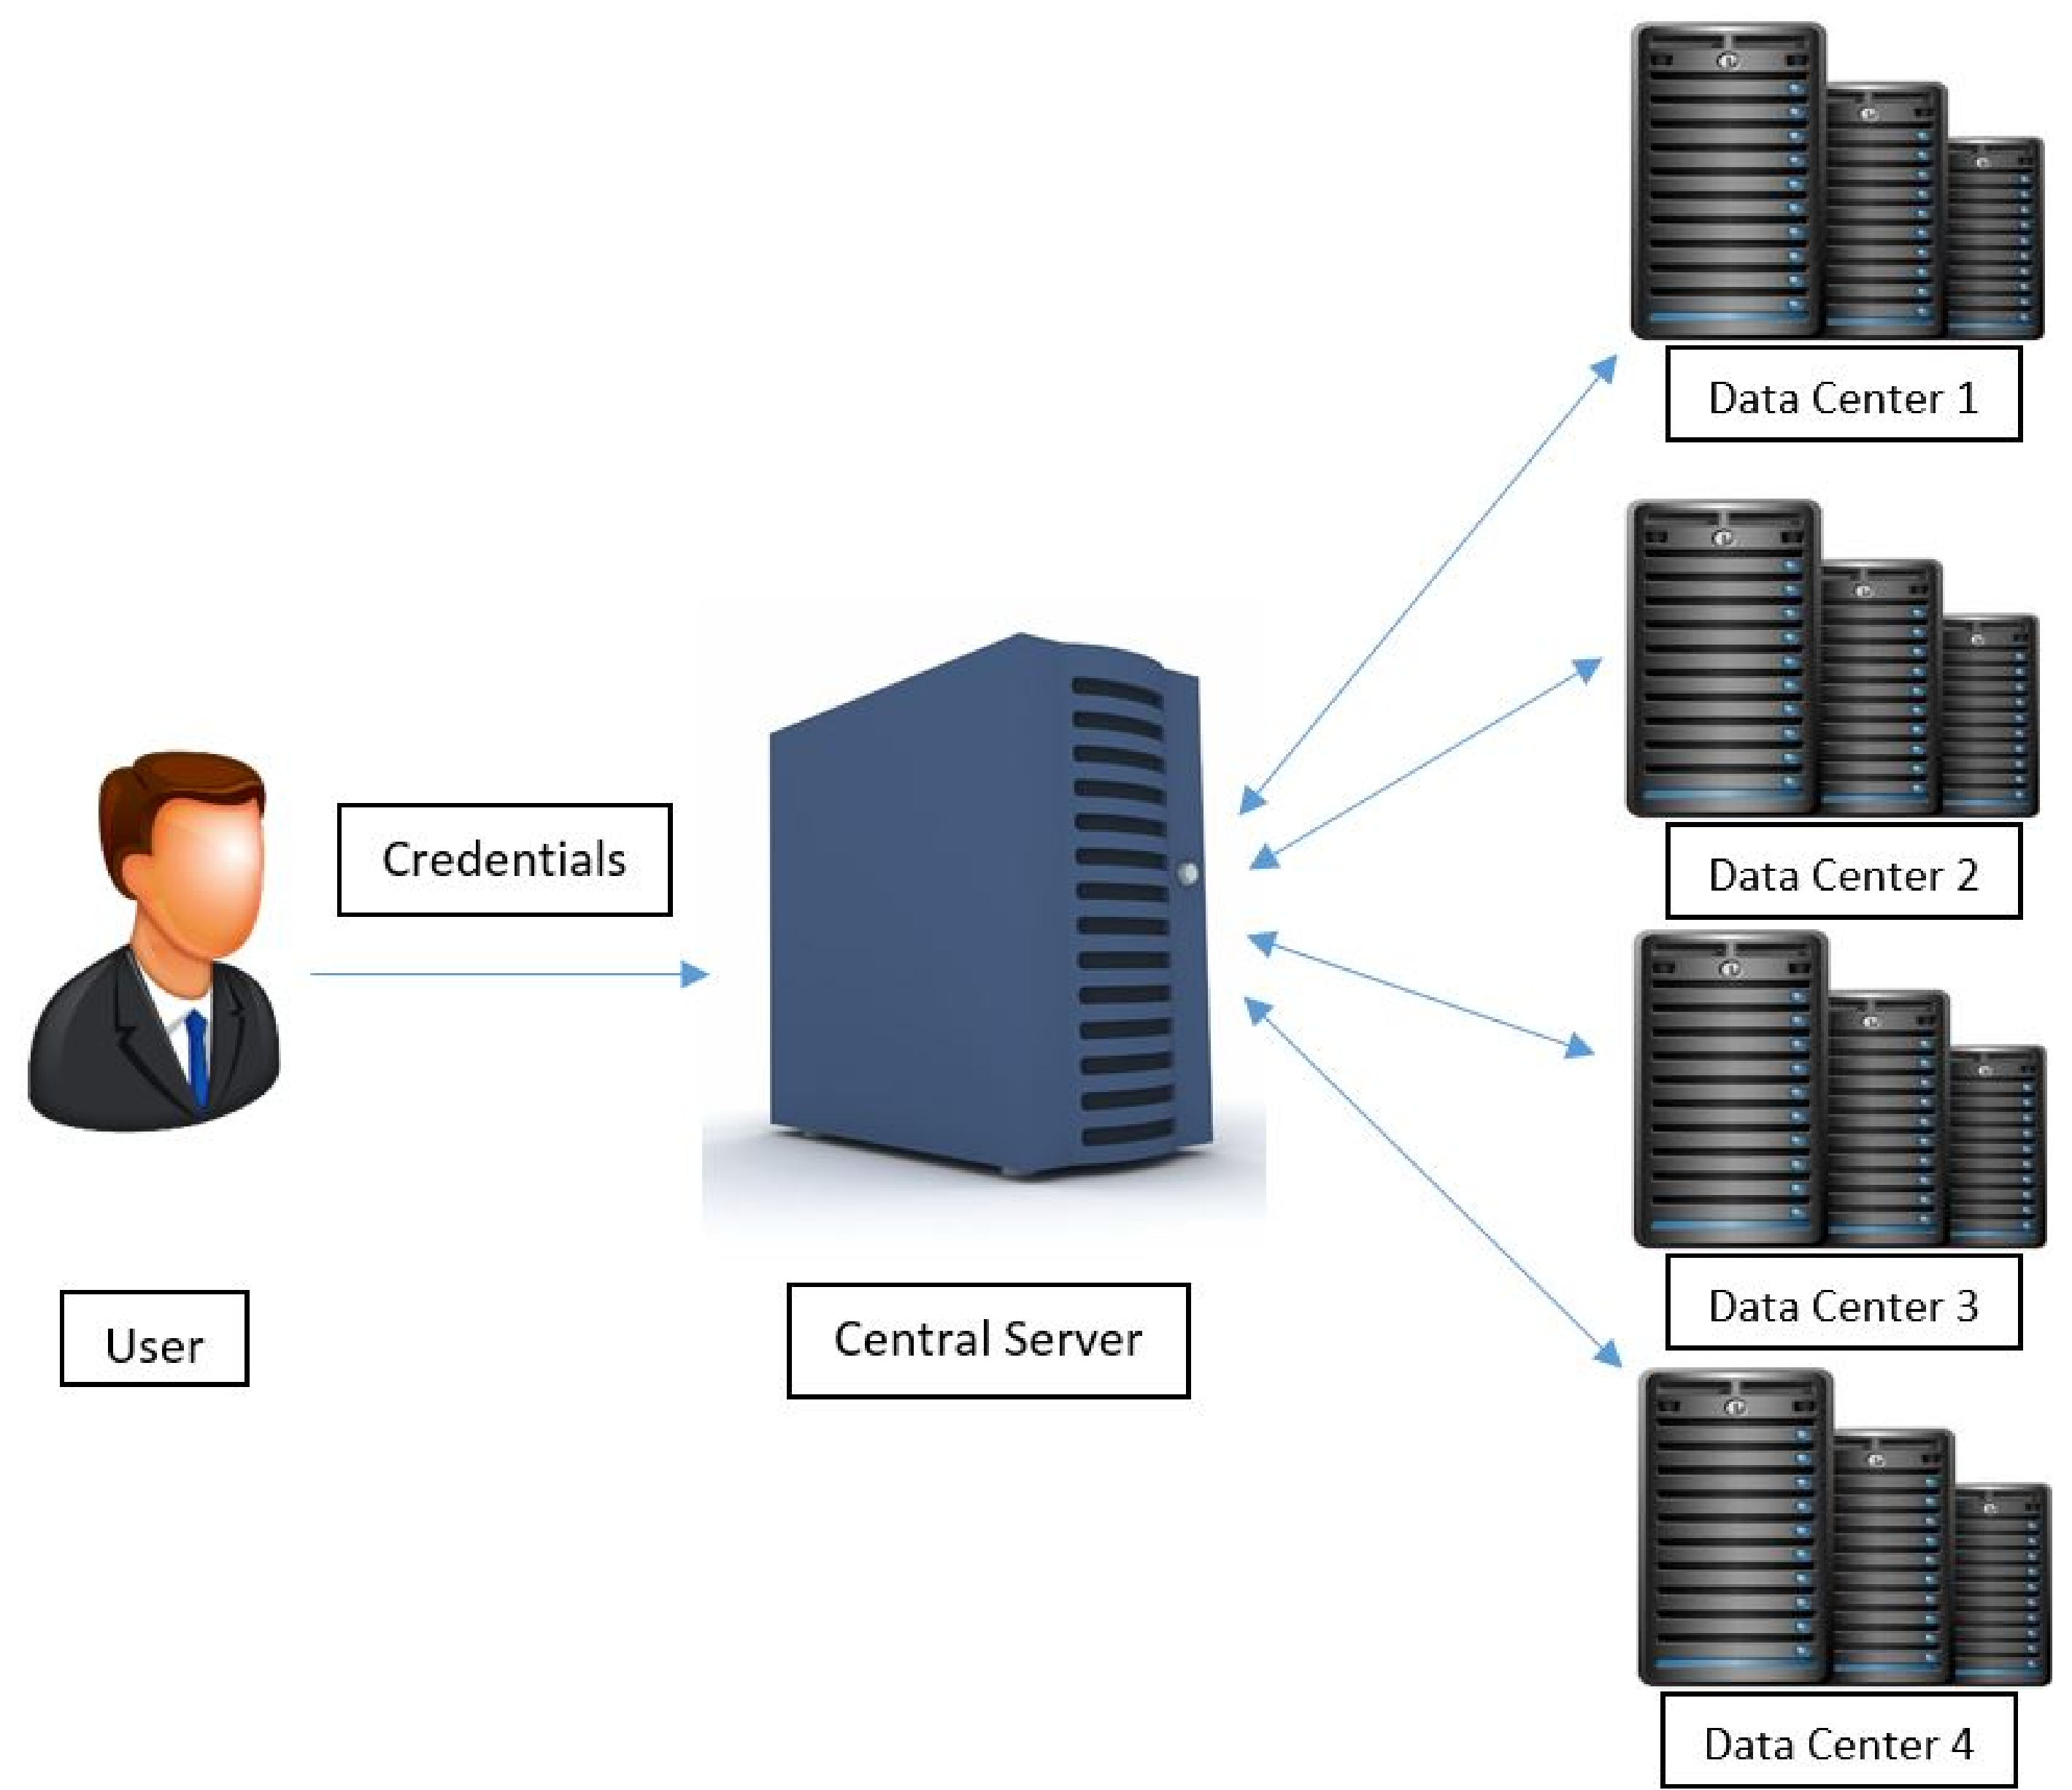 Data Center 1
Data Center 2
Credentials
Data Center 3
Central Server
User
Data Center 4